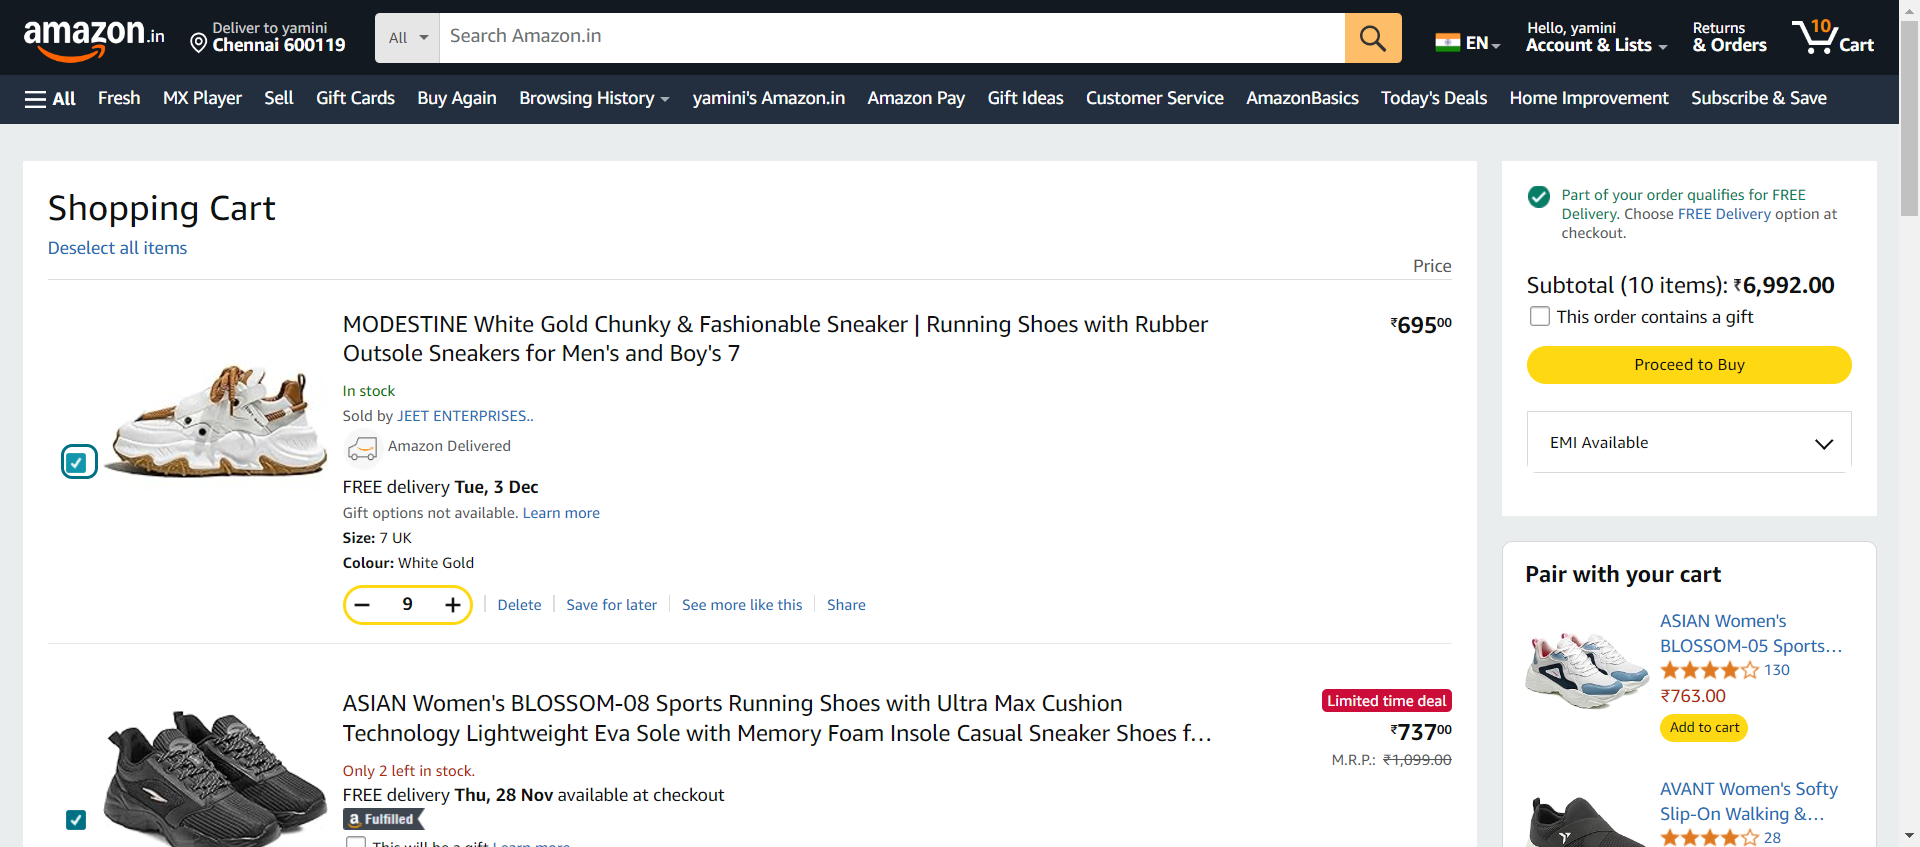 amazon.in
Deliver to yamini
Chennai 600119
All
Search Amazon.in
EN
Hello, yamini
Account & Lists
Returns
& Orders
10
Cart
All
Fresh
MX Player
Sell
Gift Cards
Buy Again
Browsing History
yamini's Amazon.in
Amazon Pay
Gift Ideas
Customer Service
AmazonBasics
Today's Deals
Home Improvement
Subscribe & Save
Shopping Cart
Deselect all items
Price
MODESTINE White Gold Chunky & Fashionable Sneaker | Running Shoes with Rubber
Outsole Sneakers for Men's and Boy's 7
₹69500
In stock
Sold by JEET ENTERPRISES..
Amazon Delivered
FREE delivery Tue, 3 Dec
Gift options not available. Learn more
Size: 7 UK
Colour: White Gold
9
Delete
Save for later
See more like this
Share
ASIAN Women's BLOSSOM-08 Sports Running Shoes with Ultra Max Cushion
Technology Lightweight Eva Sole with Memory Foam Insole Casual Sneaker Shoes f...
Limited time deal
₹73700
M.R.P.: ₹1,099.00
Only 2 left in stock.
FREE delivery Thu, 28 Nov available at checkout
a Fulfilled
This will be a gift Learn more
Part of your order qualifies for FREE
Delivery. Choose FREE Delivery option at
checkout.
Subtotal (10 items): ₹6,992.00
This order contains a gift
Proceed to Buy
EMI Available
Pair with your cart
ASIAN Women's
BLOSSOM-05 Sports...
130
₹763.00
Add to cart
AVANT Women's Softy
Slip-On Walking &...
28